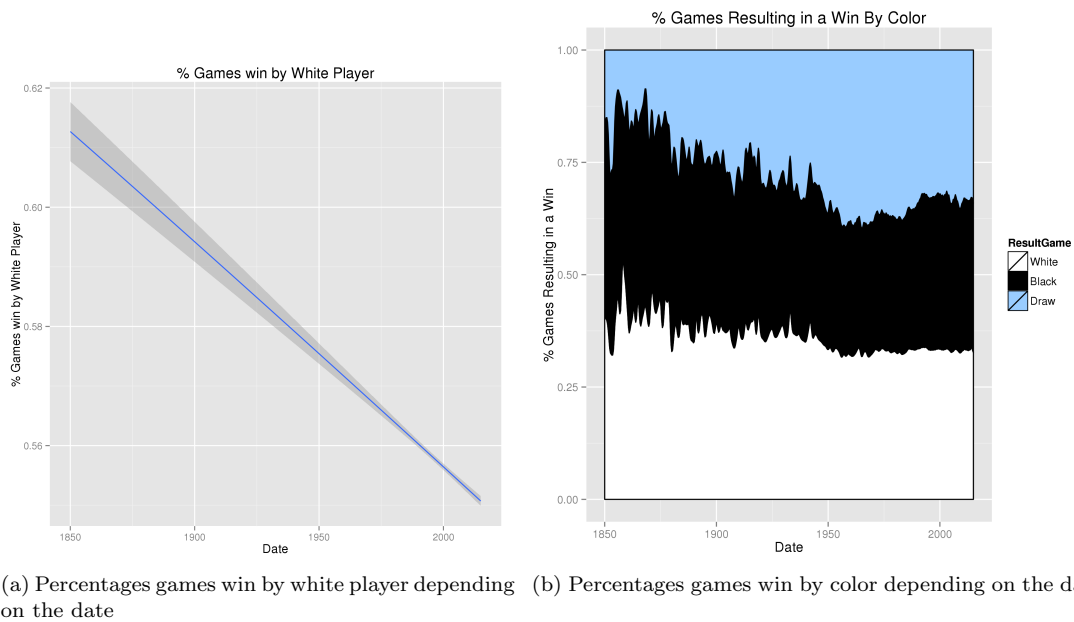 % Games win by White Player
0.62
0.60
0.58
0.56
% Games win by White Player
1850 1900 1950 2000
Date
(a) Percentages games win by white player depending
on the date
% Games Resulting in a Win By Color
1.00
0.75
0.50
0.25
0.00
% Games Resulting in a Win
1850 1900 1950 2000
Date
ResultGame
White
Black
Draw
(b) Percentages games win by color depending on the